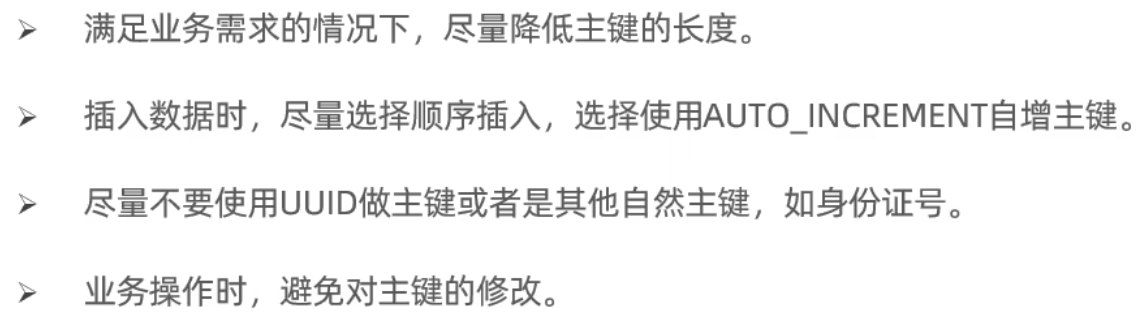 满足业务需求的情况下，尽量降低主键的长度。
插入数据时，尽量选择顺序插入，选择使用AUTO_INCREMENT自增主键。
尽量不要使用UUID做主键或者是其他自然主键，如身份证号。
业务操作时，避免对主键的修改。